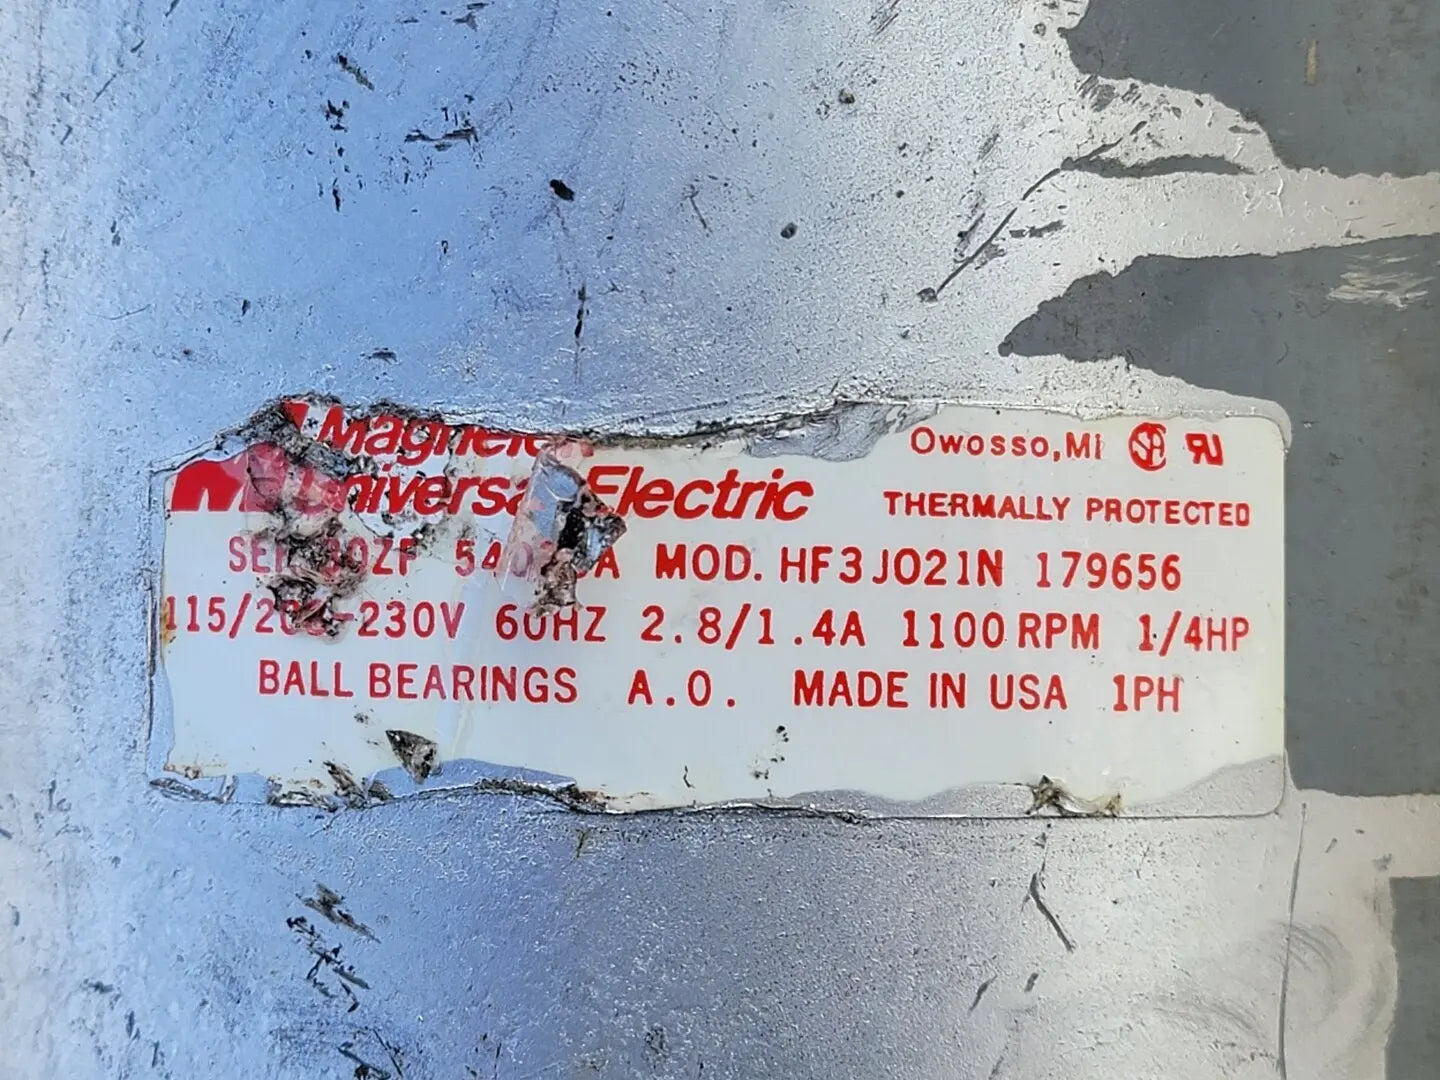 Universal Electric
Owosso, MI
THERMALLY PROTECTED
MOD. HF3J021N 179656
60HZ 2.8/1.4A 1100 RPM 1/4HP
BALL BEARINGS A.O. MADE IN USA 1PH